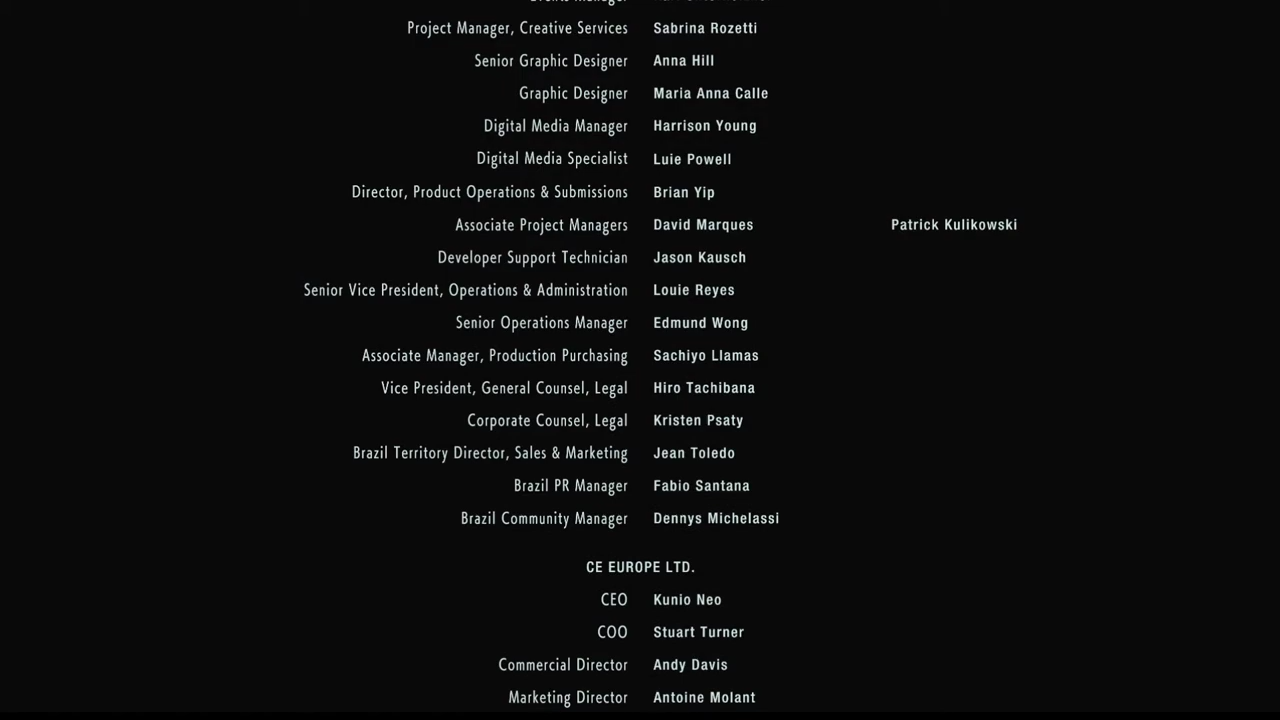 Project Manager, Creative Services Sabrina Rozetti
Senior Graphic Designer Anna Hill
Graphic Designer Maria Anna Calle
Digital Media Manager Harrison Young
Digital Media Specialist Luie Powell
Director, Product Operations & Submissions Brian Yip
Associate Project Managers David Marques Patrick Kulikowski
Developer Support Technician Jason Kausch
Senior Vice President, Operations & Administration Louie Reyes
Senior Operations Manager Edmund Wong
Associate Manager, Production Purchasing Sachiyo Llamas
Vice President, General Counsel, Legal Hiro Tachibana
Corporate Counsel, Legal Kristen Psaty
Brazil Territory Director, Sales & Marketing Jean Toledo
Brazil PR Manager Fabio Santana
Brazil Community Manager Dennys Michelassi
CE EUROPE LTD.
CEO Kunio Neo
COO Stuart Turner
Commercial Director Andy Davis
Marketing Director Antoine Molant